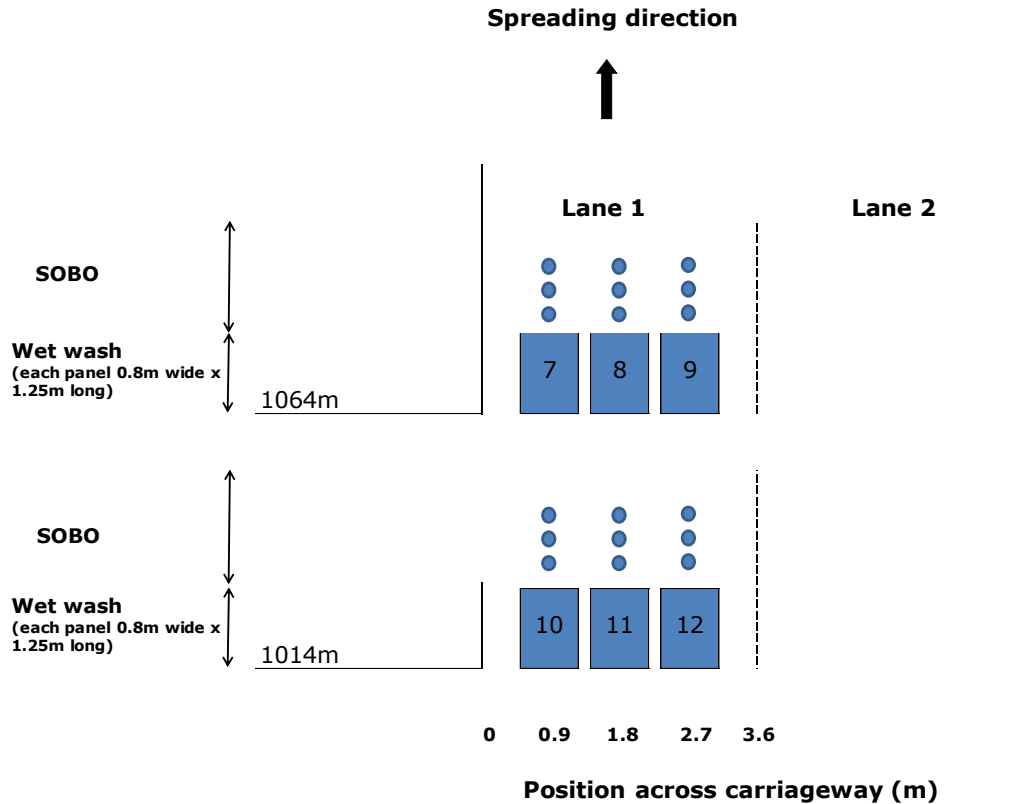 Spreading direction
Lane 1
Lane 2
SOBO
Wet wash
(each panel 0.8m wide x
1.25m long)
7
8
9
1064m
SOBO
Wet wash
(each panel 0.8m wide x
1.25m long)
10
11
12
1014m
0 0.9 1.8 2.7 3.6
Position across carriageway (m)